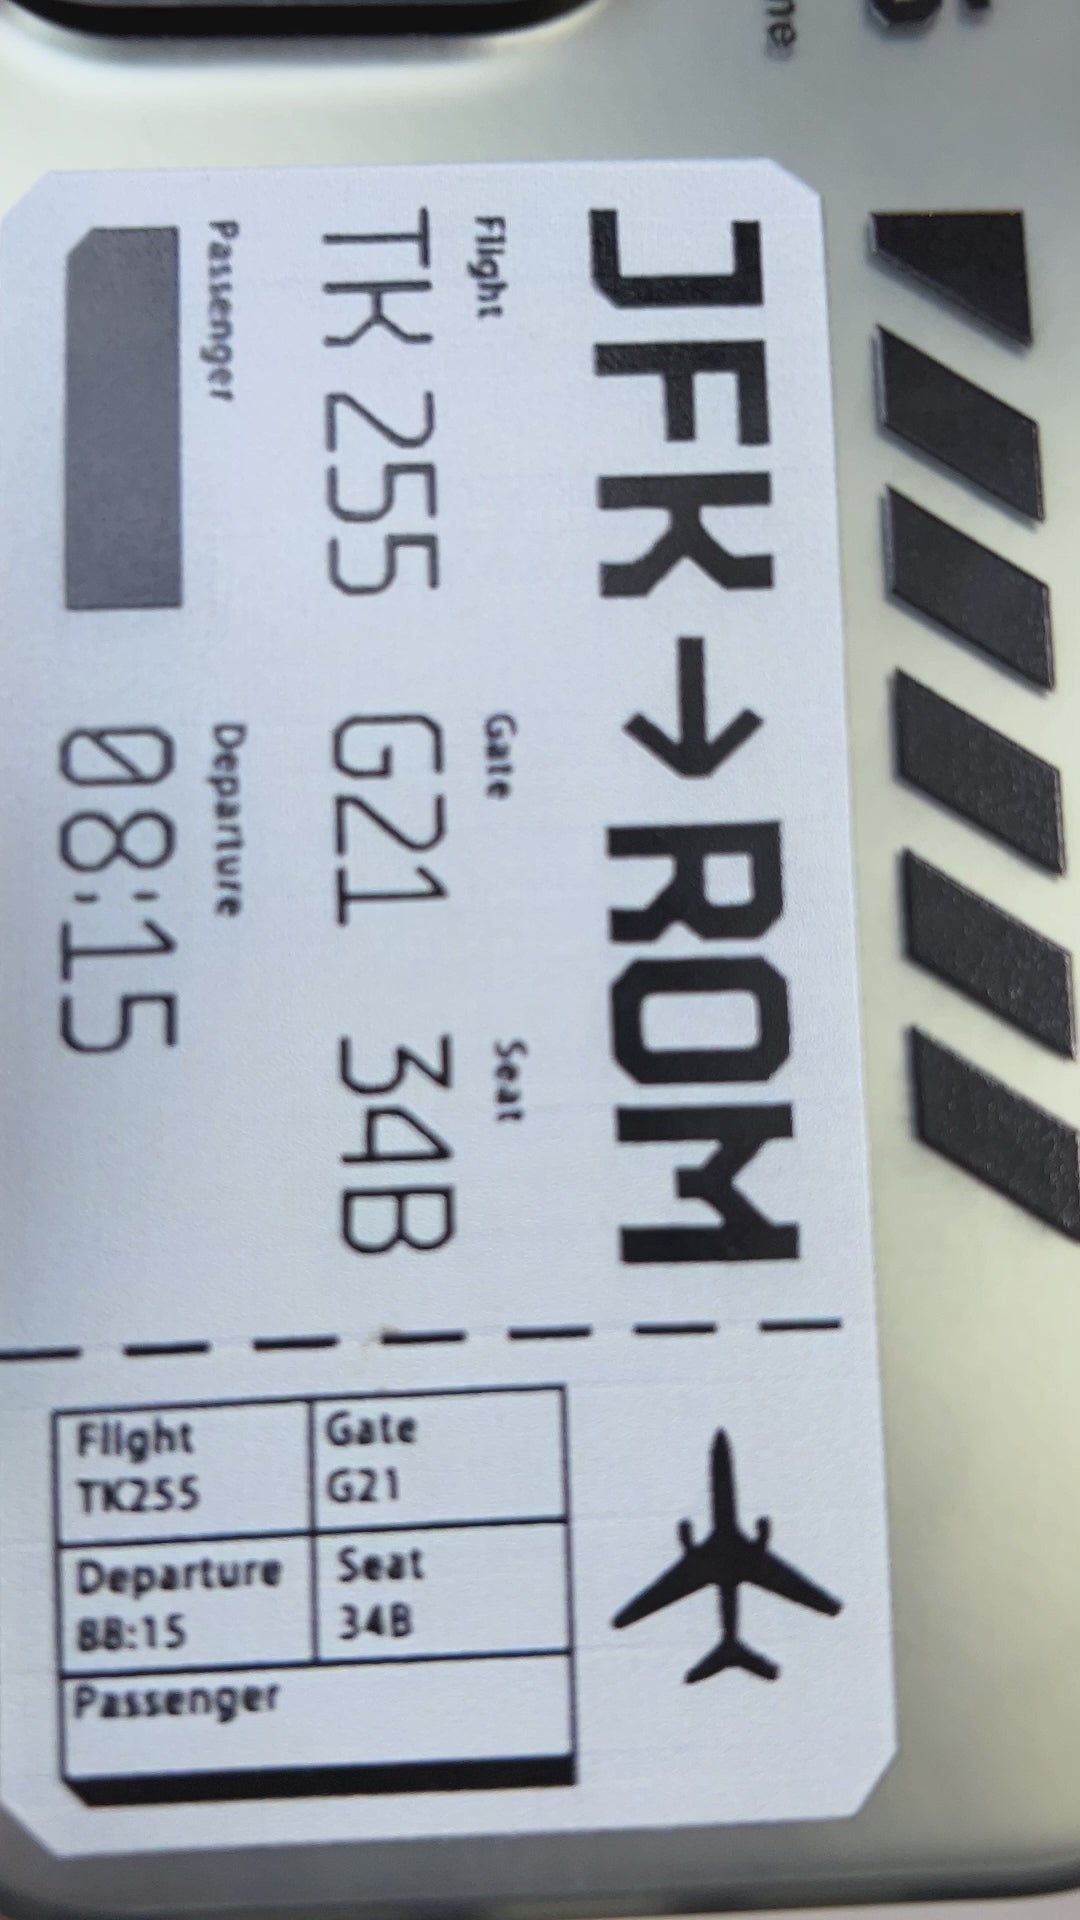 JFK→ROM
Flight Gate Seat
TK 255 G21 34B
Passenger Departure
08:15
Flight Gate
TK255 G21
Departure Seat
88:15 34B
Passenger